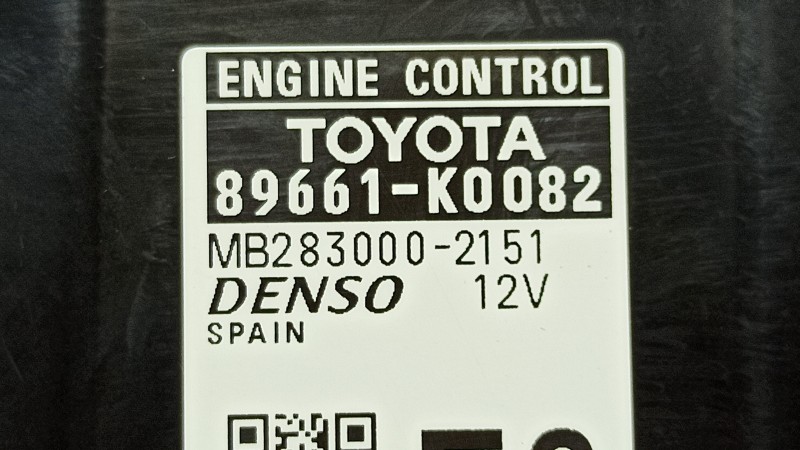 ENGINE CONTROL
TOYOTA
89661-K0082
MB283000-2151
DENSO 12V
SPAIN